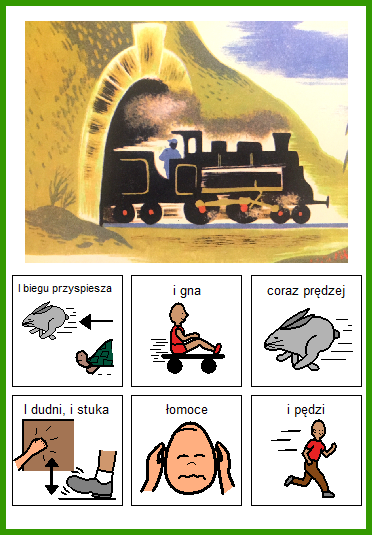 I biegu przyspiesza
i gna
coraz prędzej
I dudni, i stuka
łomoce
i pędzi